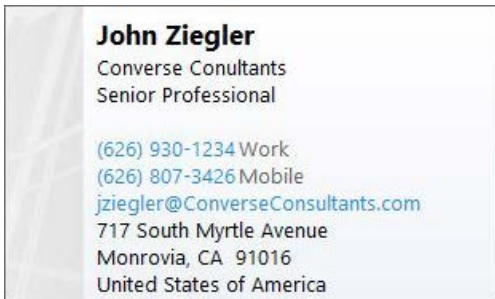 John Ziegler
Converse Conultants
Senior Professional
(626) 930-1234 Work
(626) 807-3426 Mobile
jziegler@ConverseConsultants.com
717 South Myrtle Avenue
Monrovia, CA  91016
United States of America